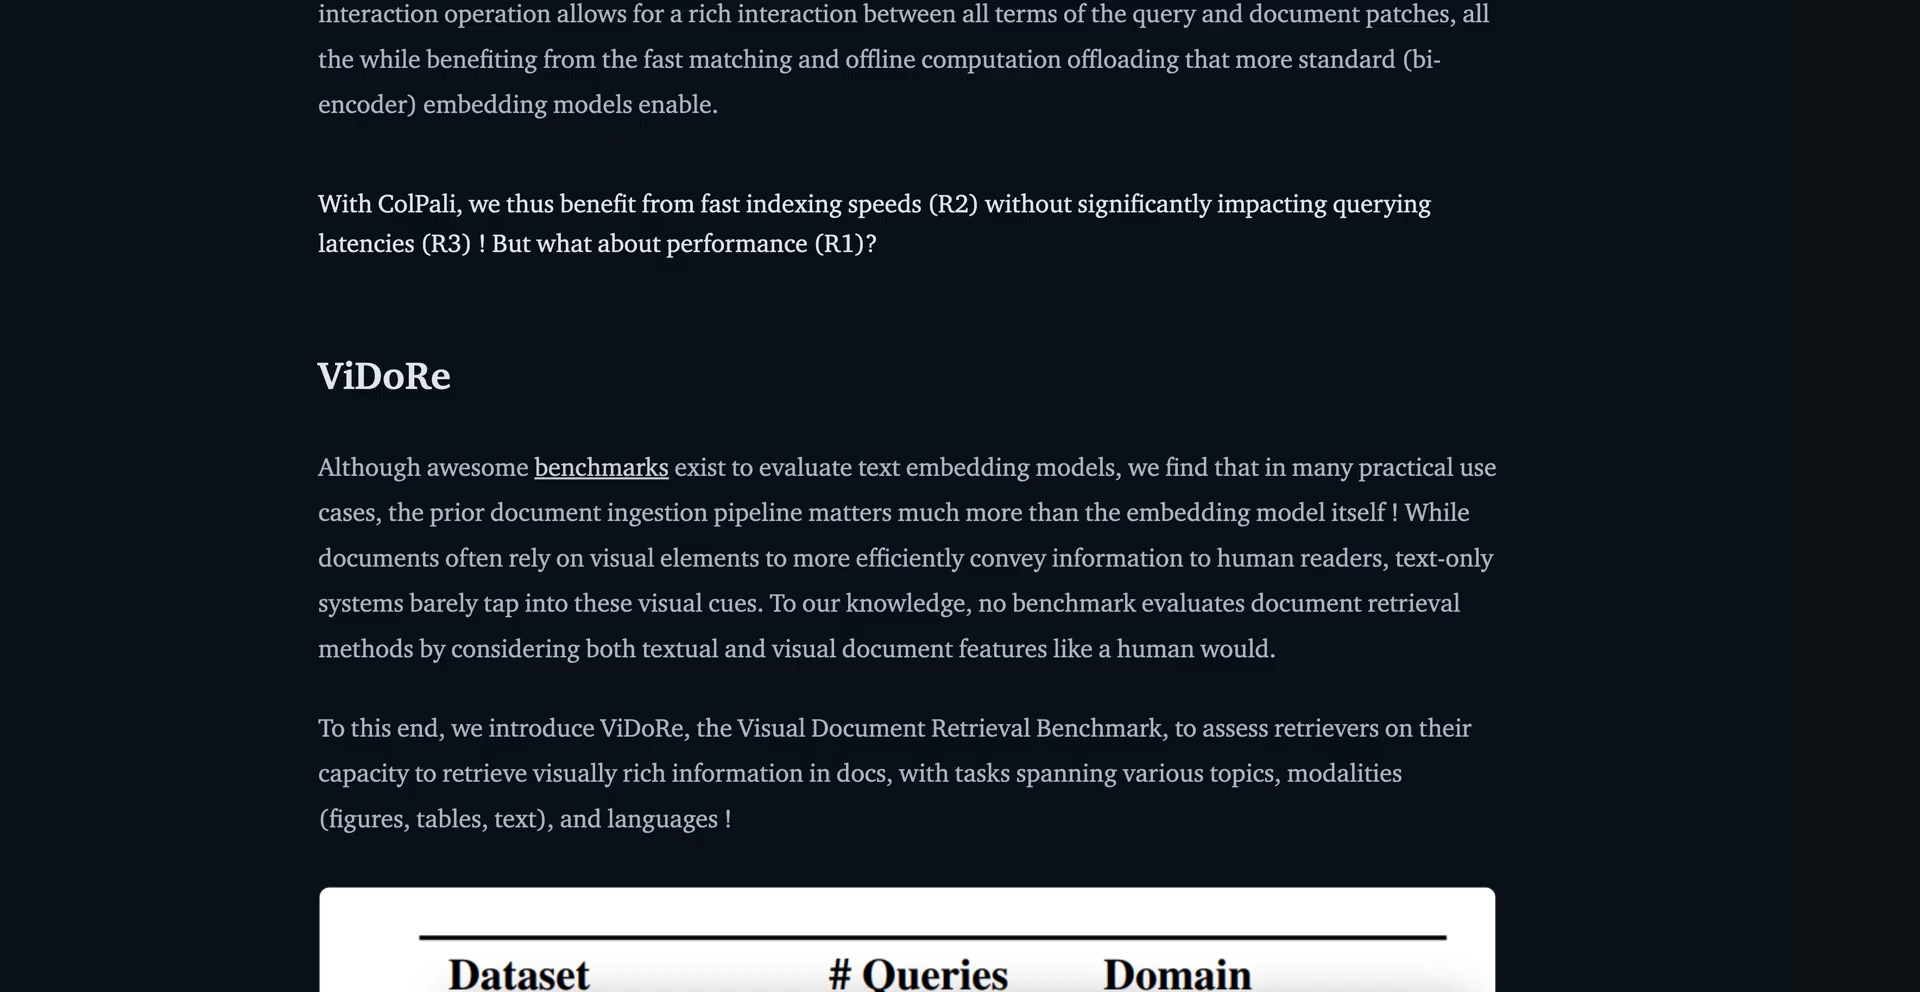 interaction operation allows for a rich interaction between all terms of the query and document patches, all
the while benefiting from the fast matching and offline computation offloading that more standard (bi-
encoder) embedding models enable.
With ColPali, we thus benefit from fast indexing speeds (R2) without significantly impacting querying
latencies (R3) ! But what about performance (R1)?
ViDoRe
Although awesome benchmarks exist to evaluate text embedding models, we find that in many practical use
cases, the prior document ingestion pipeline matters much more than the embedding model itself ! While
documents often rely on visual elements to more efficiently convey information to human readers, text-only
systems barely tap into these visual cues. To our knowledge, no benchmark evaluates document retrieval
methods by considering both textual and visual document features like a human would.
To this end, we introduce ViDoRe, the Visual Document Retrieval Benchmark, to assess retrievers on their
capacity to retrieve visually rich information in docs, with tasks spanning various topics, modalities
(figures, tables, text), and languages !
Dataset # Queries Domain